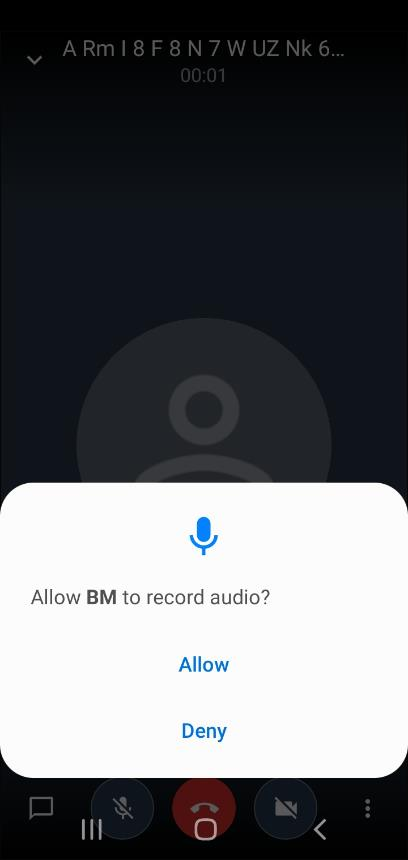 A Rm I 8 F 8 N 7 W UZ Nk 6...
00:01
Allow BM to record audio?
Allow
Deny